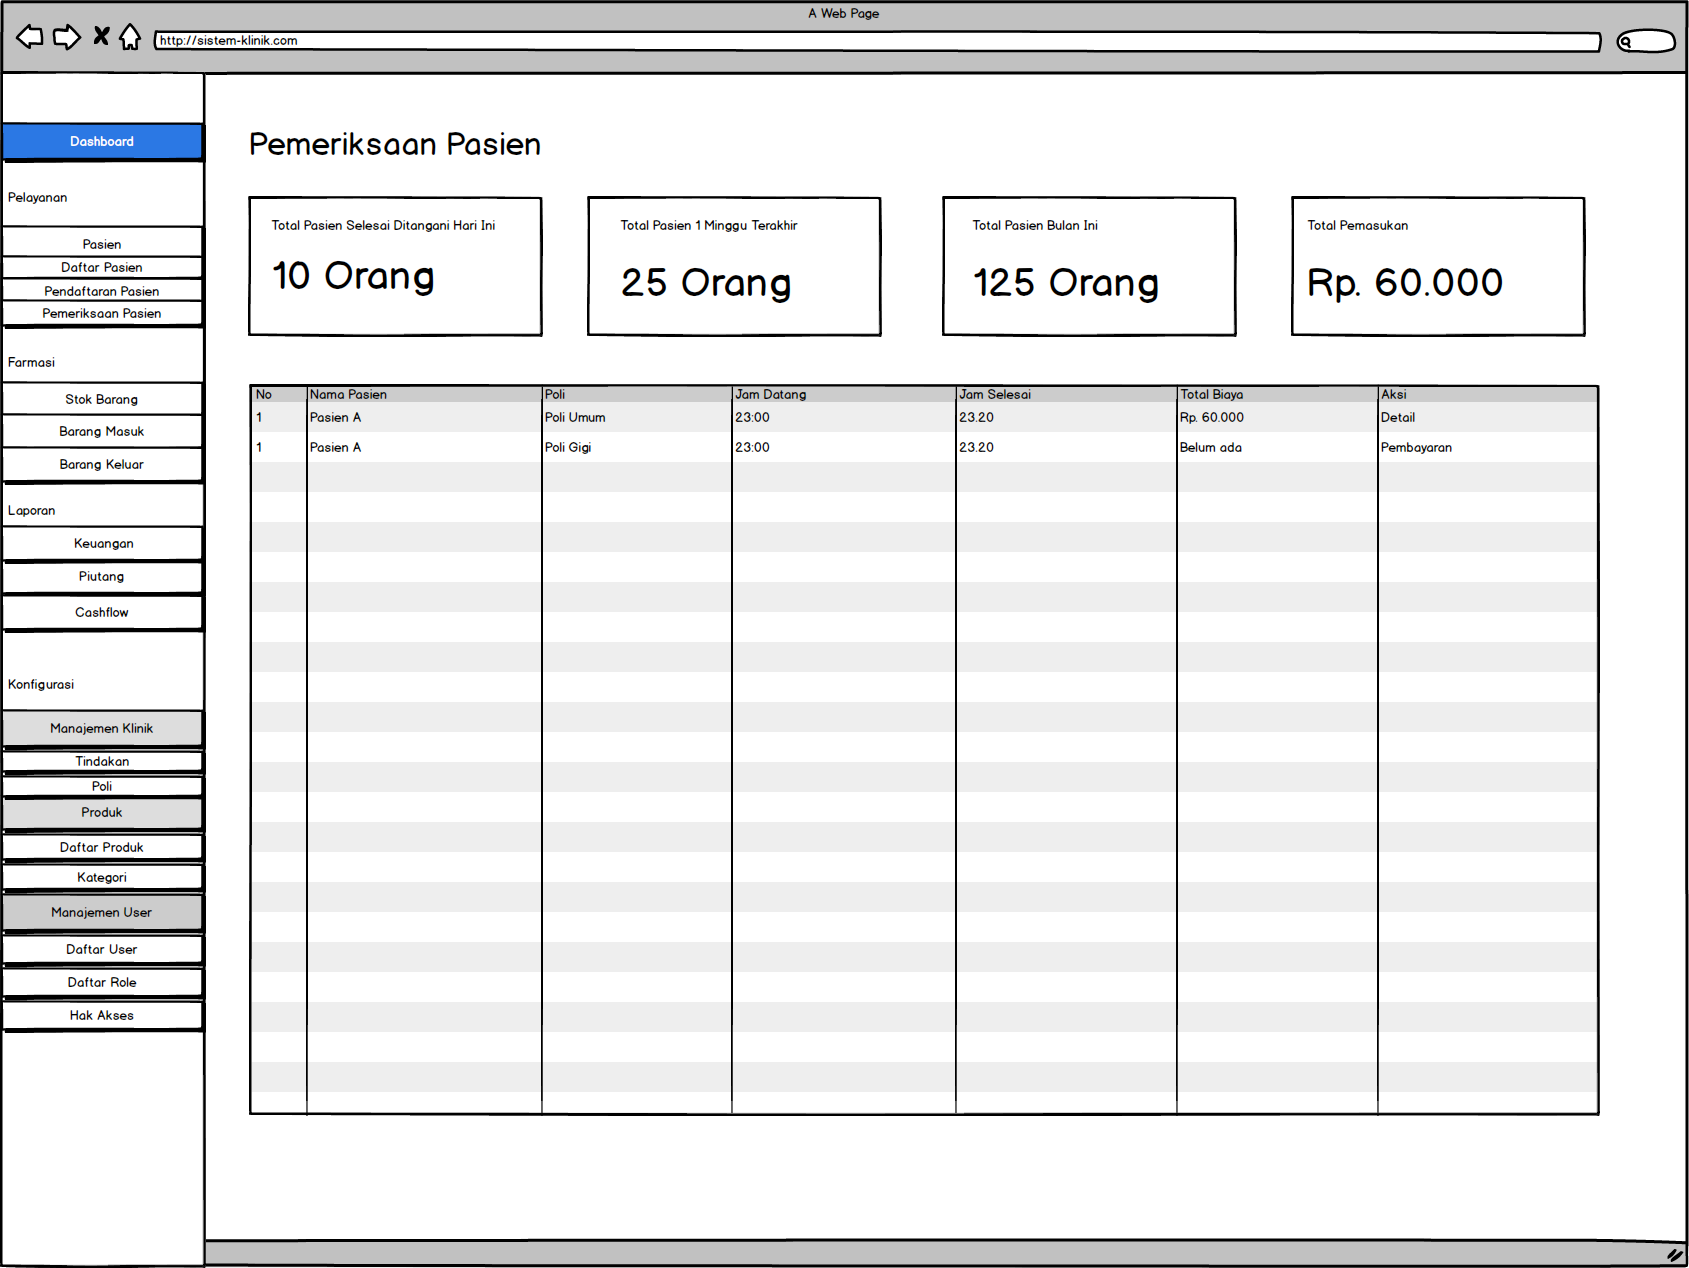 A Web Page
http://sistem-klinik.com
Dashboard
Pelayanan
Pasien
Daftar Pasien
Pendaftaran Pasien
Pemeriksaan Pasien
Farmasi
Stok Barang
Barang Masuk
Barang Keluar
Laporan
Keuangan
Piutang
Cashflow
Konfigurasi
Manajemen Klinik
Tindakan
Poli
Produk
Daftar Produk
Kategori
Manajemen User
Daftar User
Daftar Role
Hak Akses
Pemeriksaan Pasien
Total Pasien Selesai Ditangani Hari Ini
10 Orang
Total Pasien 1 Minggu Terakhir
25 Orang
Total Pasien Bulan Ini
125 Orang
Total Pemasukan
Rp. 60.000
No Nama Pasien Poli Jam Datang Jam Selesai Total Biaya Aksi
1 Pasien A Poli Umum 23:00 23.20 Rp. 60.000 Detail
1 Pasien A Poli Gigi 23:00 23.20 Belum ada Pembayaran